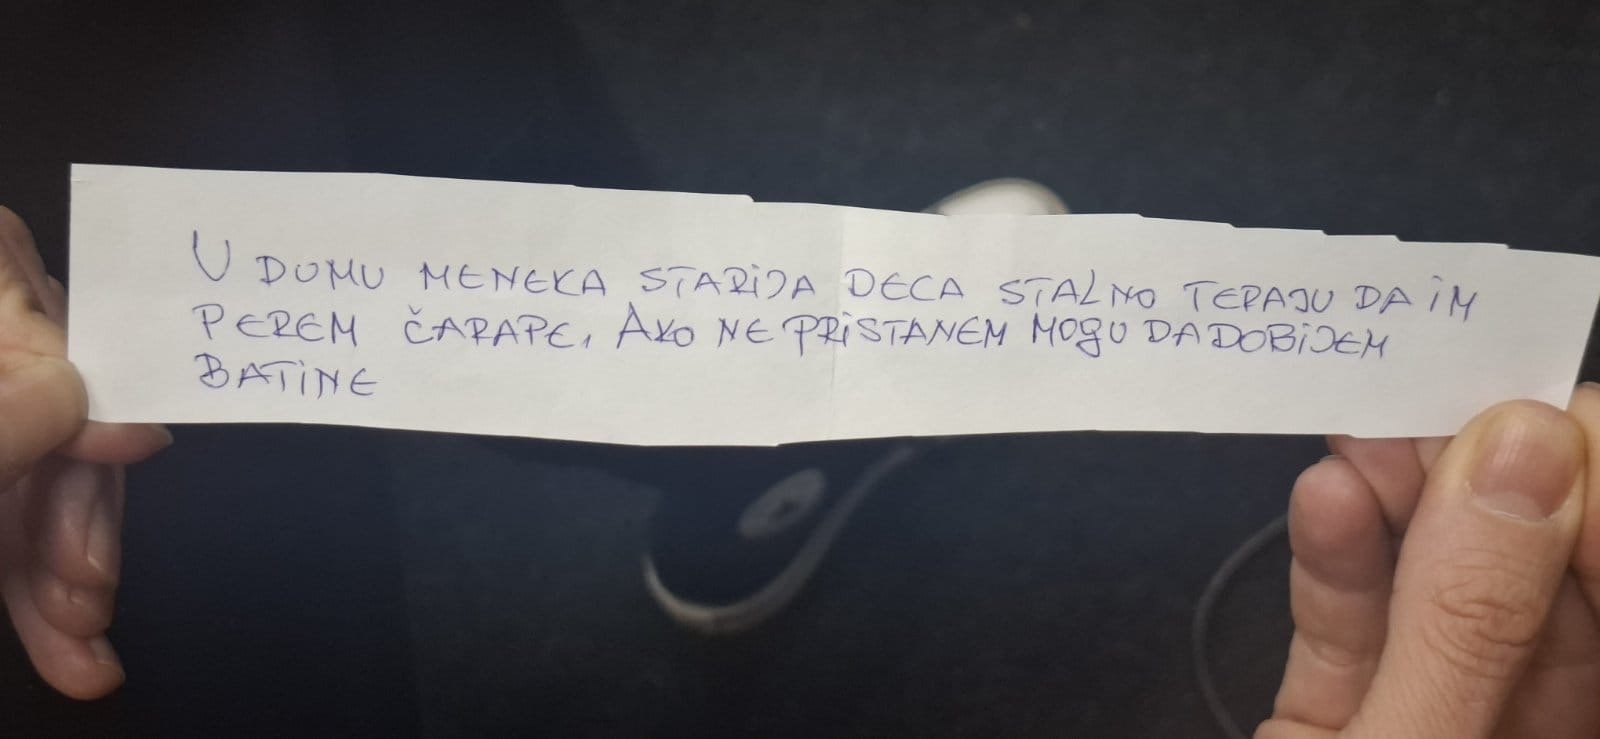 U DOMU MENEKA STARIJA DECA STALNO TERAJU DA IM
PEREM ČARAPE, AKO NE PRISTANEM MOGU DA DOBIJEM
BATINE